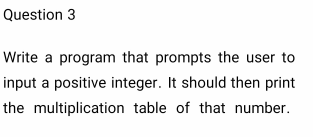 Question 3
Write a program that prompts the user to
input a positive integer. It should then print
the multiplication table of that number.